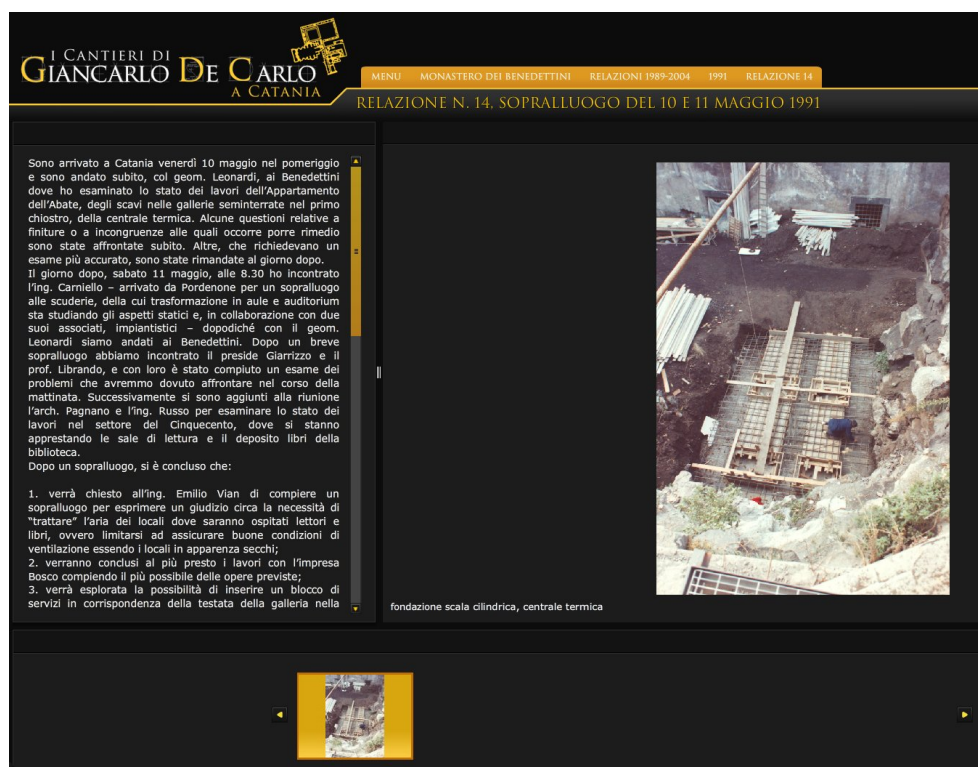 I CANTIERI DI
GIANCARLO DE CARLO
A CATANIA
MENU MONASTERO DEI BENEDETTINI RELAZIONI 1989-2004 1991 RELAZIONE 14
RELAZIONE N. 14, SOPRALLUOGO DEL 10 E 11 MAGGIO 1991
Sono arrivato a Catania venerdì 10 maggio nel pomeriggio
e sono andato subito, col geom. Leonardi, ai Benedettini
dove ho esaminato lo stato dei lavori dell'Appartamento
dell'Abate, degli scavi nelle gallerie seminterrate nel primo
chiostro, della centrale termica. Alcune questioni relative a
finiture o a incongruenze alle quali occorre porre rimedio
sono state affrontate subito. Altre, che richiedevano un
esame più accurato, sono state rimandate al giorno dopo.
Il giorno dopo, sabato 11 maggio, alle 8.30 ho incontrato
l'ing. Carniello – arrivato da Pordenone per un sopralluogo
alle scuderie, della cui trasformazione in aule e auditorium
sta studiando gli aspetti statici e, in collaborazione con due
suoi associati, impiantistici – dopodiché con il geom.
Leonardi siamo andati ai Benedettini. Dopo un breve
sopralluogo abbiamo incontrato il preside Giarrizzo e il
prof. Librando, e con loro è stato compiuto un esame dei
problemi che avremmo dovuto affrontare nel corso della
mattinata. Successivamente si sono aggiunti alla riunione
l'arch. Pagnano e l'ing. Russo per esaminare lo stato dei
lavori nel settore del Cinquecento, dove si stanno
apprestando le sale di lettura e il deposito libri della
biblioteca.
Dopo un sopralluogo, si è concluso che:
1. verrà chiesto all'ing. Emilio Vian di compiere un
sopralluogo per esprimere un giudizio circa la necessità di
"trattare" l'aria dei locali dove saranno ospitati lettori e
libri, ovvero limitarsi ad assicurare buone condizioni di
ventilazione essendo i locali in apparenza secchi;
2. verranno conclusi al più presto i lavori con l'impresa
Bosco compiendo il più possibile delle opere previste;
3. verrà esplorata la possibilità di inserire un blocco di
servizi in corrispondenza della testata della galleria nella
fondazione scala cilindrica, centrale termica